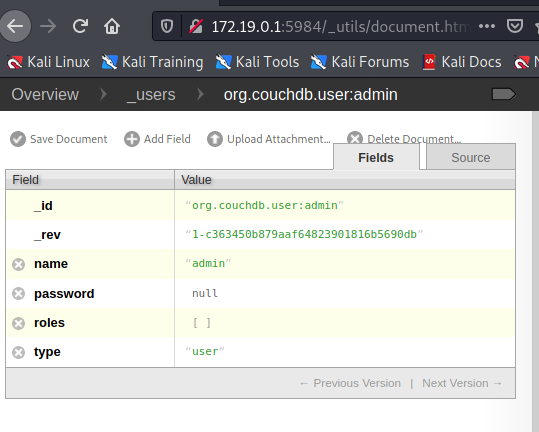 172.19.0.1:5984/_utils/document.htm
Kali Linux Kali Training Kali Tools Kali Forums Kali Docs
Overview _users org.couchdb.user:admin
Save Document Add Field Upload Attachment… Delete Document…
Fields Source
Field Value
_id "org.couchdb.user:admin"
_rev "1-c363450b879aaf64823901816b5690db"
name "admin"
password null
roles [ ]
type "user"
← Previous Version | Next Version →